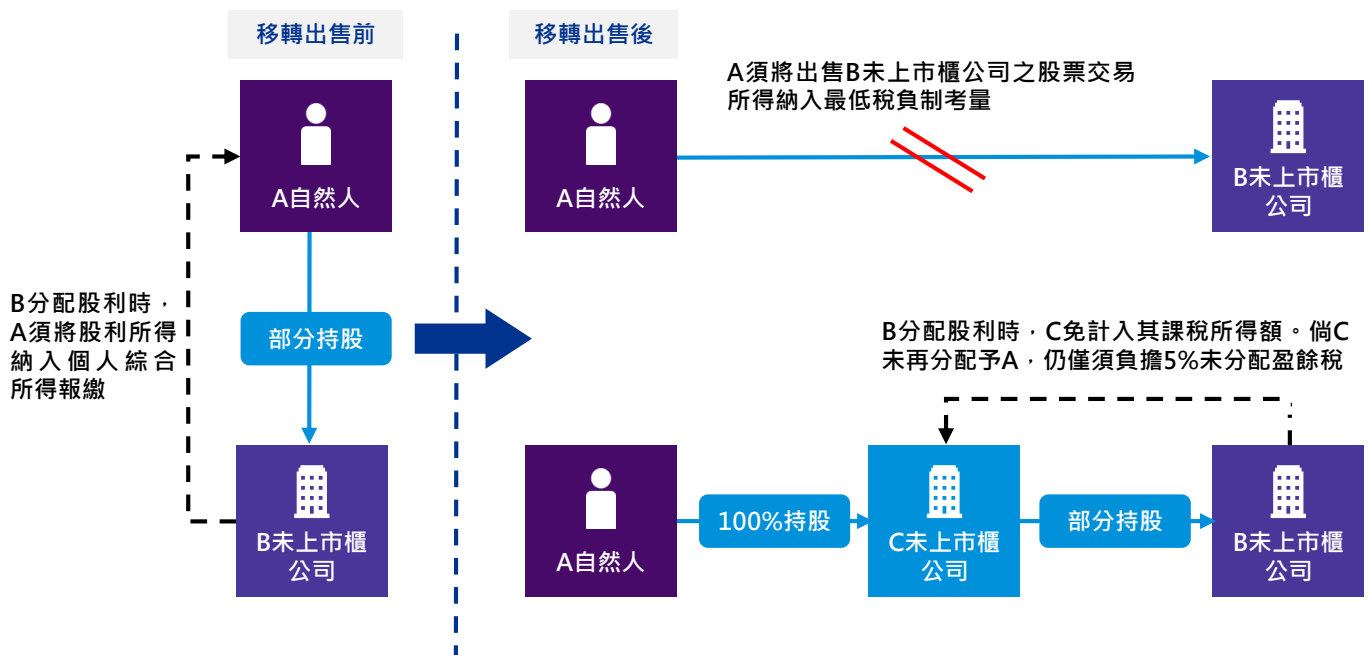 移轉出售前
A自然人
B分配股利時，
A須將股利所得
納入個人綜合
所得報繳
部分持股
B未上市櫃
公司
移轉出售後
A須將出售B未上市櫃公司之股票交易
所得納入最低稅負制考量
A自然人
B未上市櫃
公司
B分配股利時，C免計入其課稅所得額。倘C
未再分配予A，仍僅須負擔5%未分配盈餘稅
A自然人
100%持股
C未上市櫃
公司
部分持股
B未上市櫃
公司